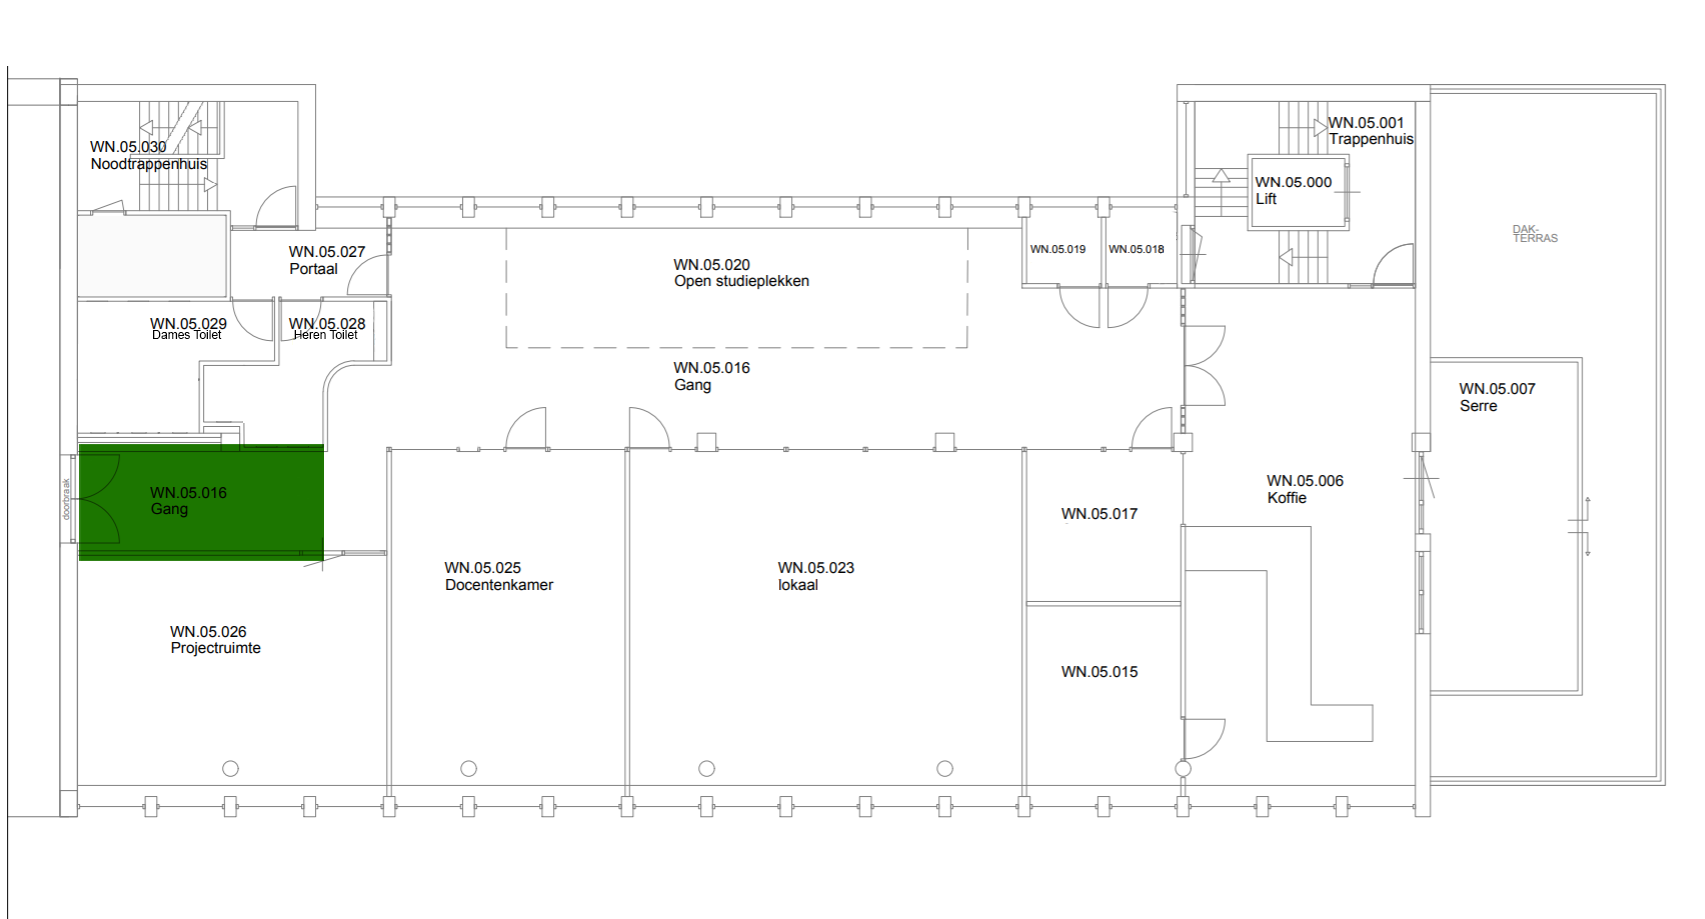 WN.05.030
Noodtrappenhuis
WN.05.001
Trappenhuis
WN.05.000
Lift
WN.05.027
Portaal
WN.05.020
Open studieplekken
WN.05.019
WN.05.018
DAK-
TERRAS
WN.05.029
Dames Toilet
WN.05.028
Heren Toilet
WN.05.016
Gang
WN.05.007
Serre
doorbraak
WN.05.016
Gang
WN.05.006
Koffie
WN.05.017
WN.05.025
Docentenkamer
WN.05.023
lokaal
WN.05.026
Projectruimte
WN.05.015